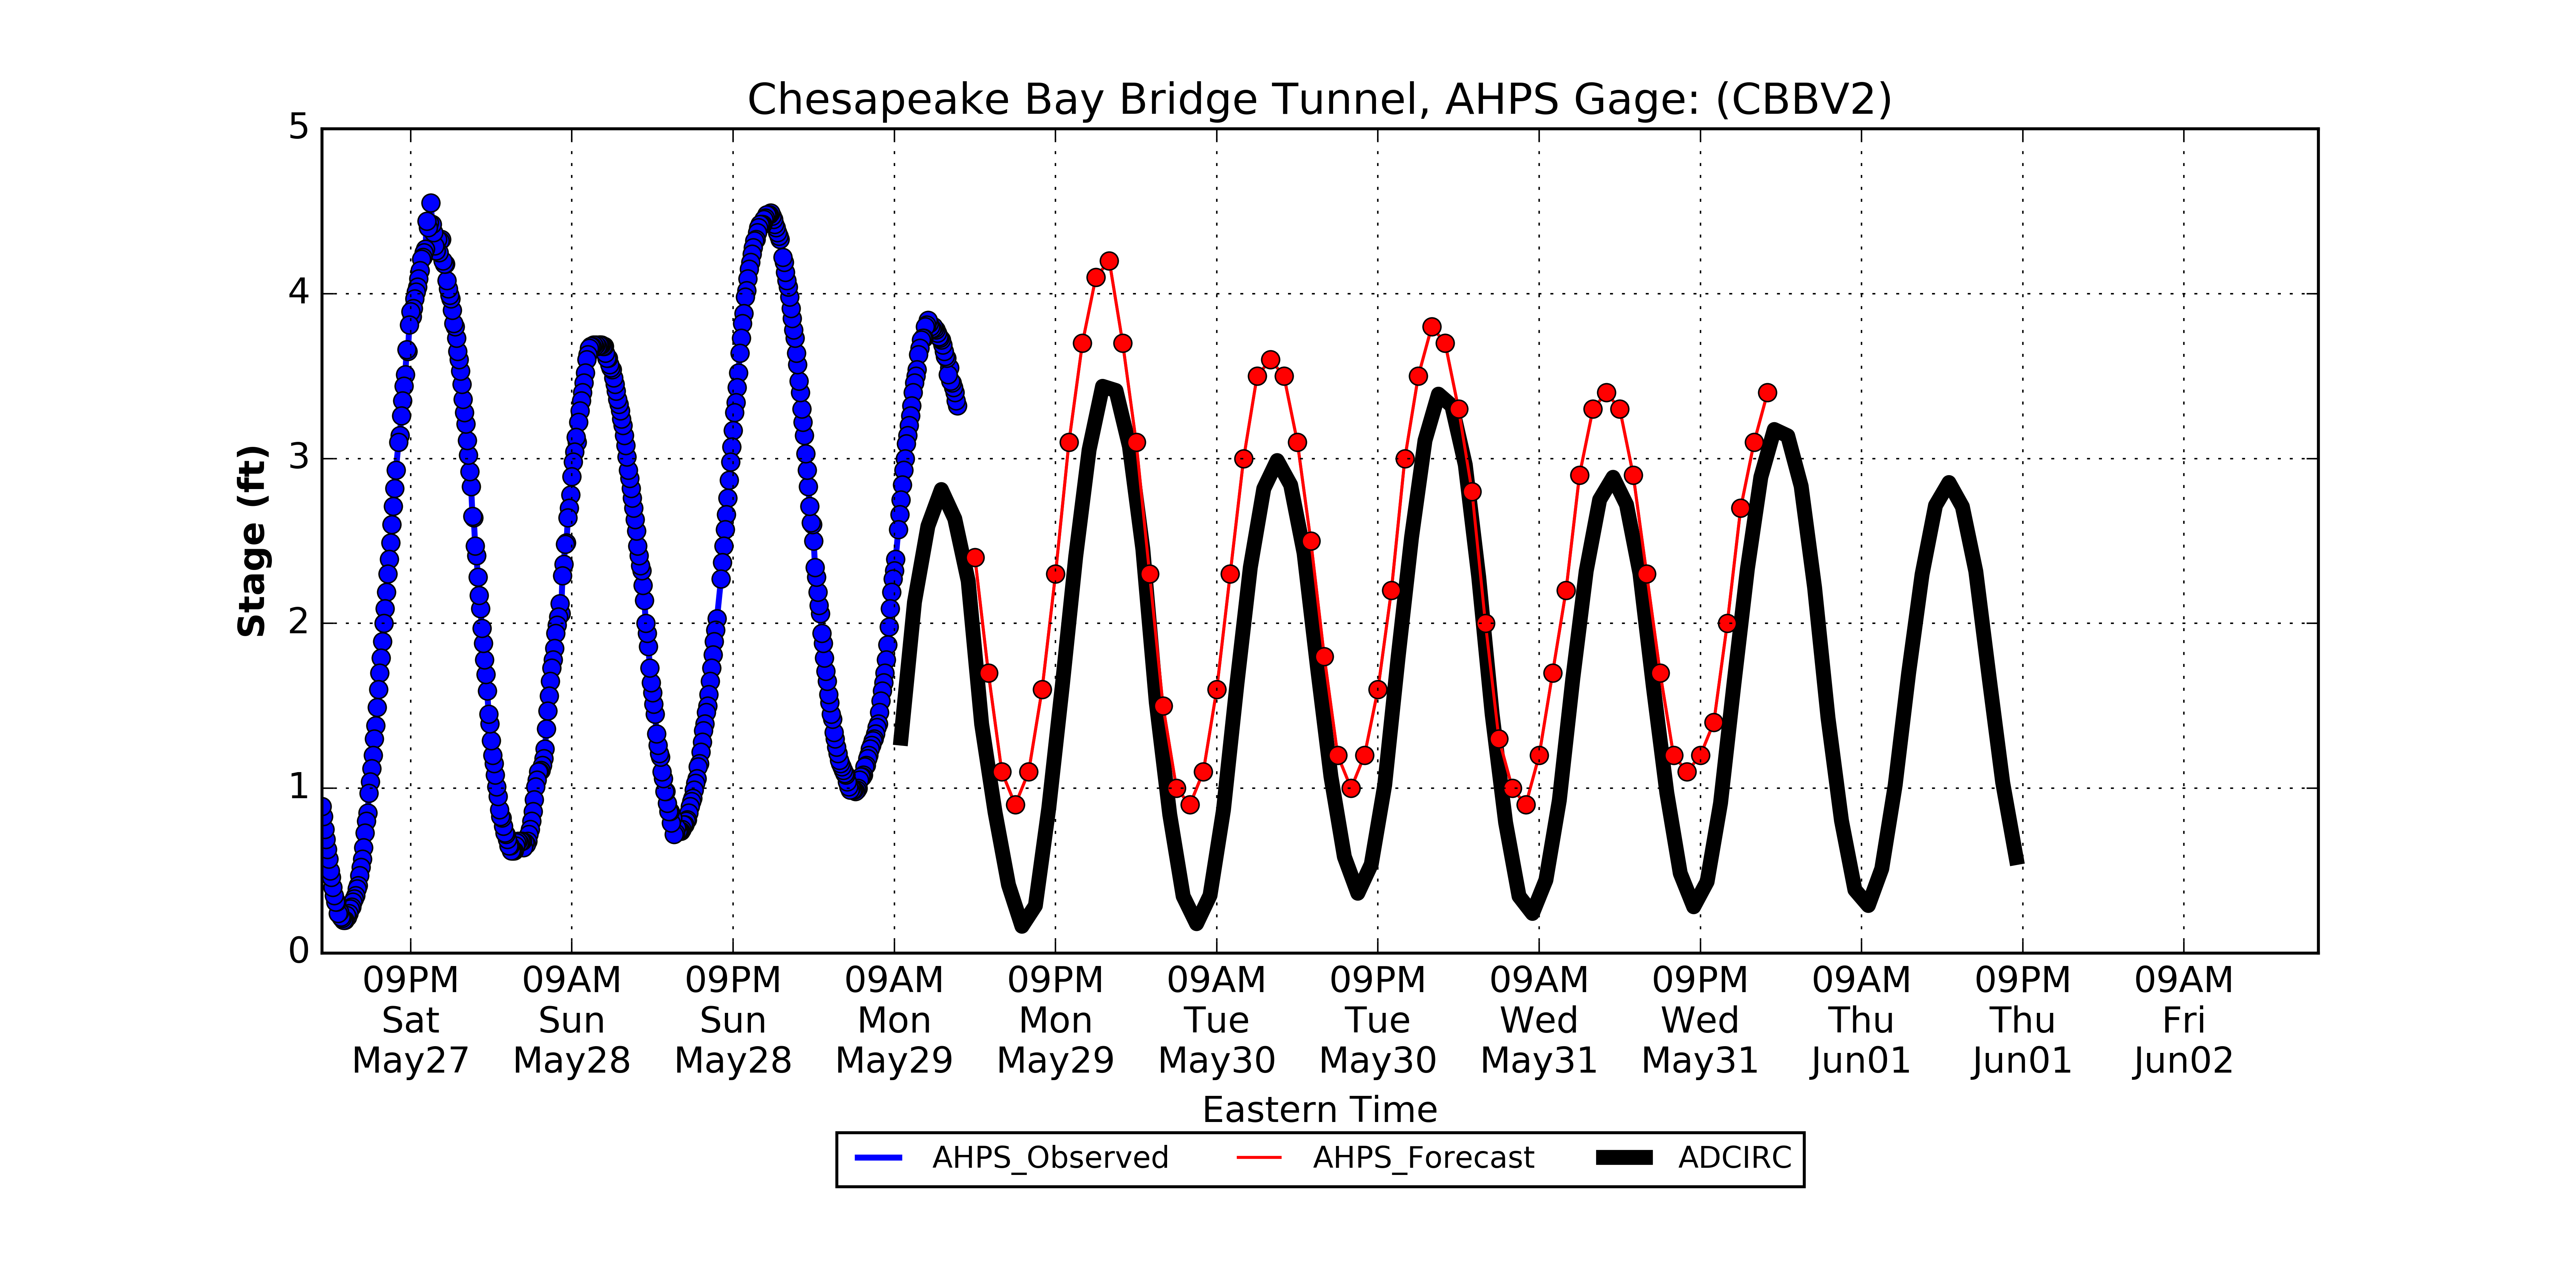 Chesapeake Bay Bridge Tunnel, AHPS Gage: (CBBV2)
5
4
3
2
1
0
Stage (ft)
09PM 09AM 09PM 09AM 09PM 09AM 09PM 09AM 09PM 09AM 09PM 09AM
Sat Sun Sun Mon Mon Tue Tue Wed Wed Thu Thu Fri
May27 May28 May28 May29 May29 May30 May30 May31 May31 Jun01 Jun01 Jun02
Eastern Time
AHPS_Observed AHPS_Forecast ADCIRC